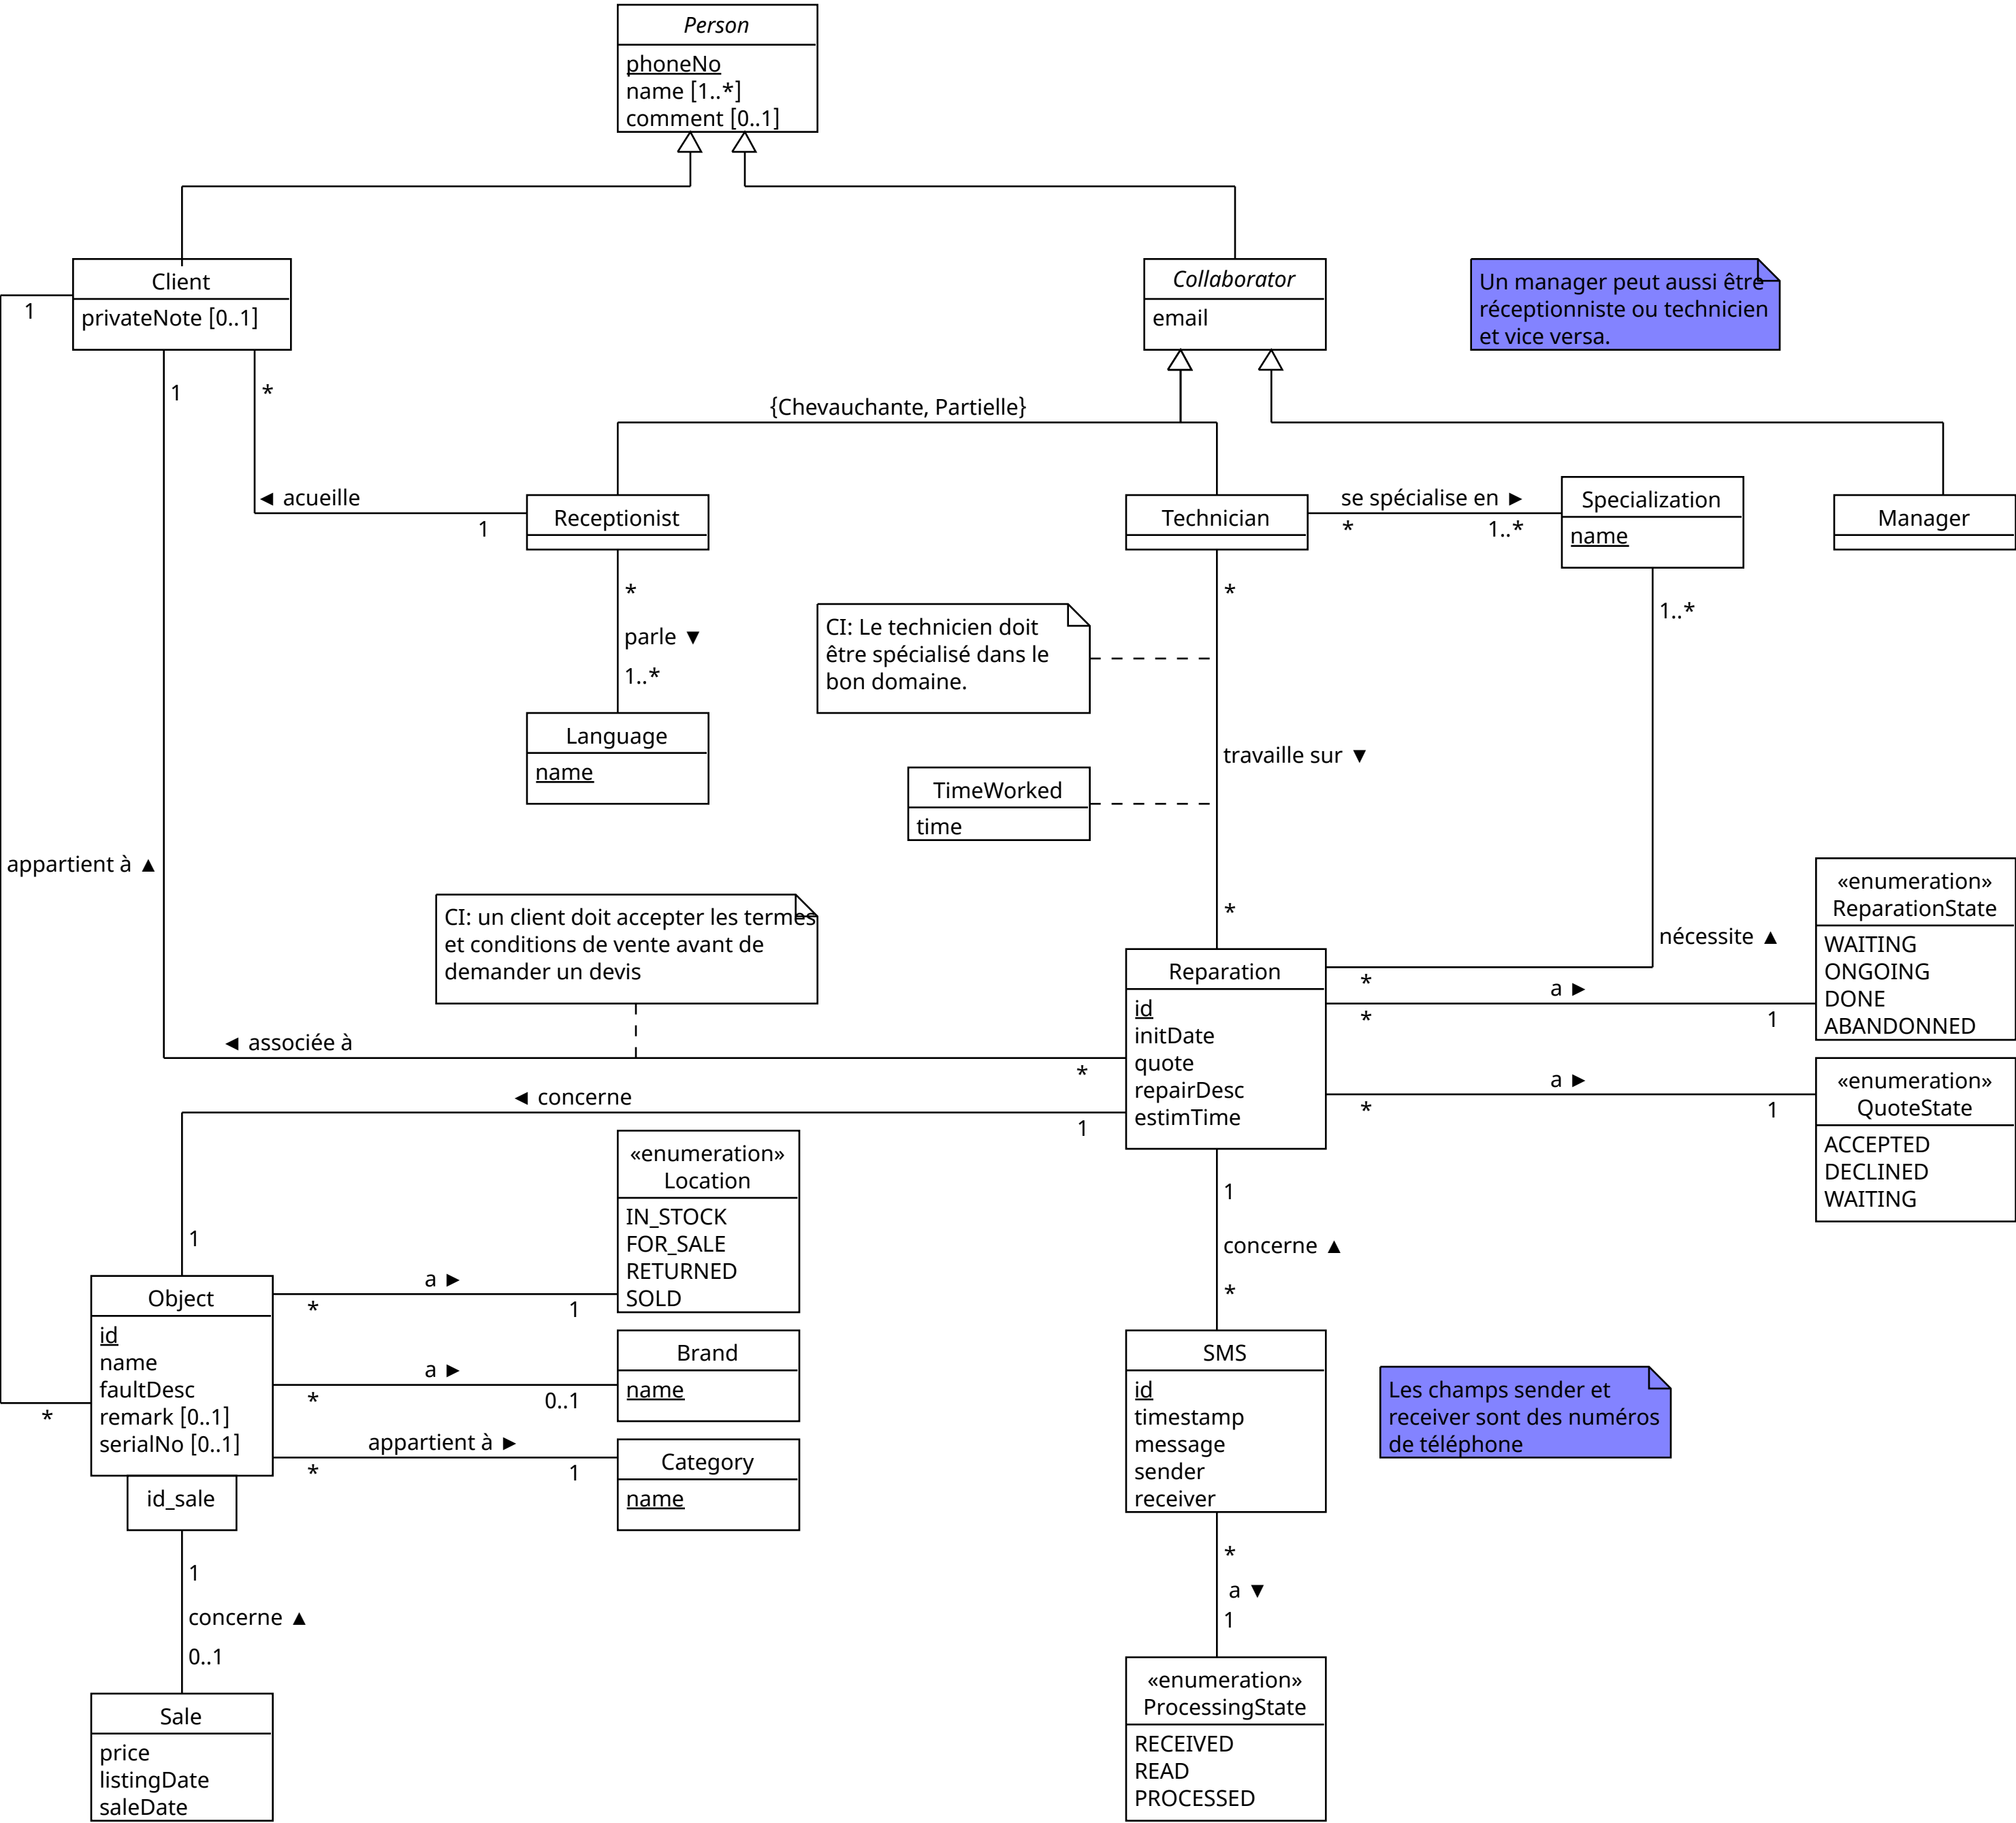 Person
phoneNo
name [1..*]
comment [0..1]
Client
privateNote [0..1]
1
1
*
Collaborator
email
Un manager peut aussi être
réceptionniste ou technicien
et vice versa.
{Chevauchante, Partielle}
◄ acueille
1
Receptionist
Technician
se spécialise en ►
*
1..*
Specialization
name
Manager
*
parle ▼
1..*
Language
name
*
CI: Le technicien doit
être spécialisé dans le
bon domaine.
1..*
travaille sur ▼
TimeWorked
time
appartient à ▲
*
CI: un client doit accepter les termes
et conditions de vente avant de
demander un devis
nécessite ▲
«enumeration»
ReparationState
WAITING
ONGOING
DONE
ABANDONNED
Reparation
id
initDate
quote
repairDesc
estimTime
*
a ►
*
1
◄ associée à
*
a ►
*
1
«enumeration»
QuoteState
ACCEPTED
DECLINED
WAITING
◄ concerne
1
1
«enumeration»
Location
IN_STOCK
FOR_SALE
RETURNED
SOLD
1
concerne ▲
*
Object
id
name
faultDesc
remark [0..1]
serialNo [0..1]
a ►
*
1
a ►
*
0..1
Brand
name
appartient à ►
*
1
Category
name
*
id_sale
SMS
id
timestamp
message
sender
receiver
Les champs sender et
receiver sont des numéros
de téléphone
1
concerne ▲
0..1
*
a ▼
1
Sale
price
listingDate
saleDate
«enumeration»
ProcessingState
RECEIVED
READ
PROCESSED